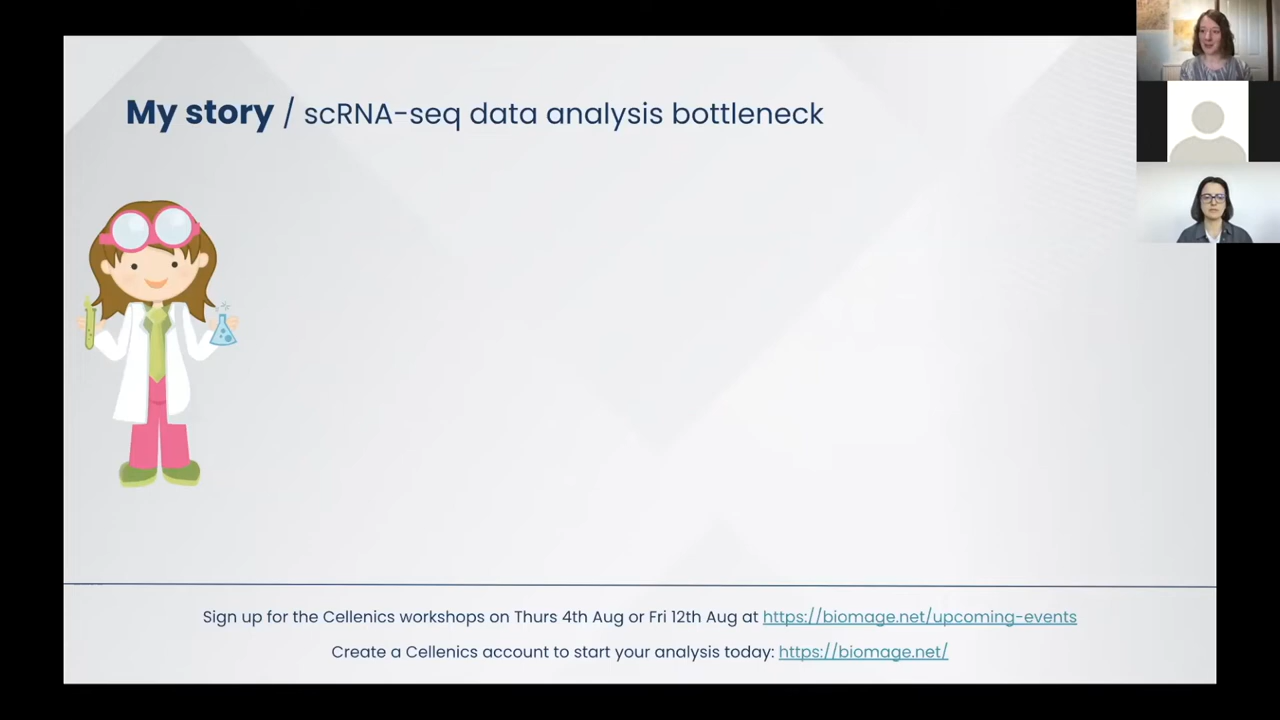 My story / scRNA-seq data analysis bottleneck
Sign up for the Cellenics workshops on Thurs 4th Aug or Fri 12th Aug at https://biomage.net/upcoming-events
Create a Cellenics account to start your analysis today: https://biomage.net/